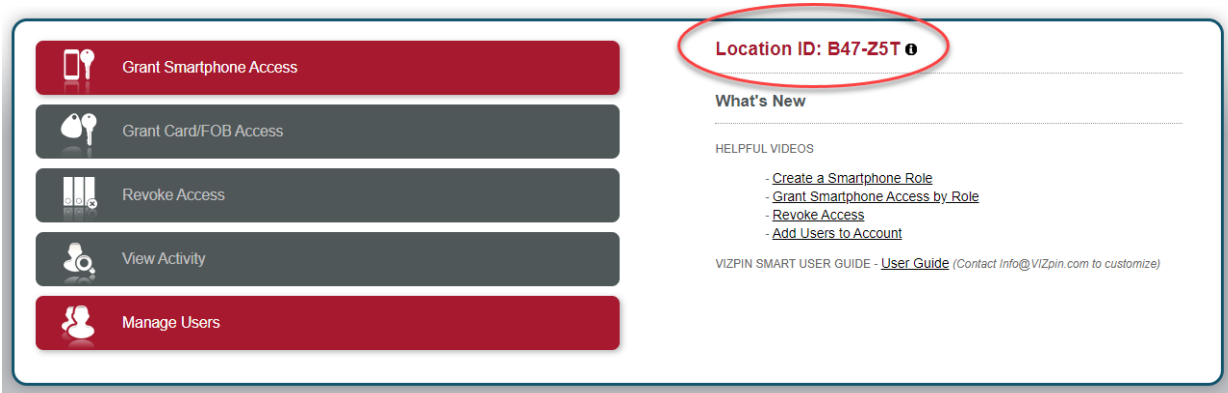 Grant Smartphone Access
Grant Card/FOB Access
Revoke Access
View Activity
Manage Users
Location ID: B47-Z5T
What's New
HELPFUL VIDEOS
- Create a Smartphone Role
- Grant Smartphone Access by Role
- Revoke Access
- Add Users to Account
VIZPIN SMART USER GUIDE - User Guide (Contact Info@VIZpin.com to customize)